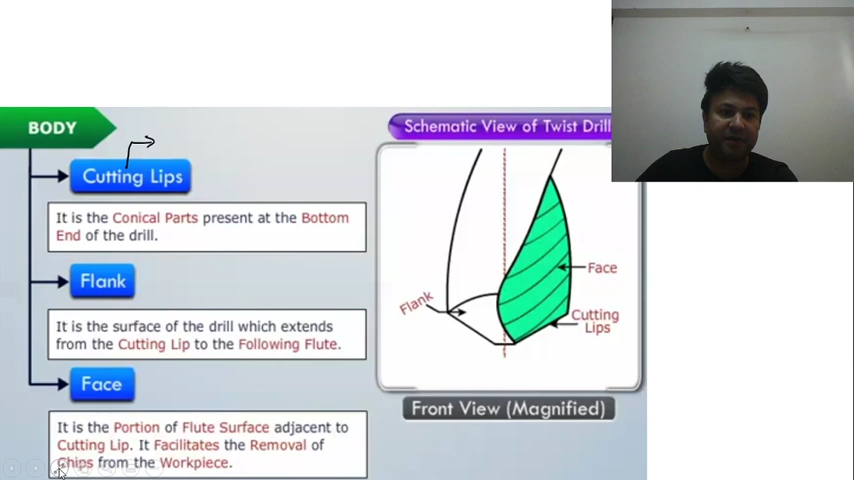 BODY
Cutting Lips
It is the Conical Parts present at the Bottom
End of the drill.
Flank
It is the surface of the drill which extends
from the Cutting Lip to the Following Flute.
Face
It is the Portion of Flute Surface adjacent to
Cutting Lip. It Facilitates the Removal of
Chips from the Workpiece.
Schematic View of Twist Drill
Face
Flank
Cutting
Lips
Front View (Magnified)